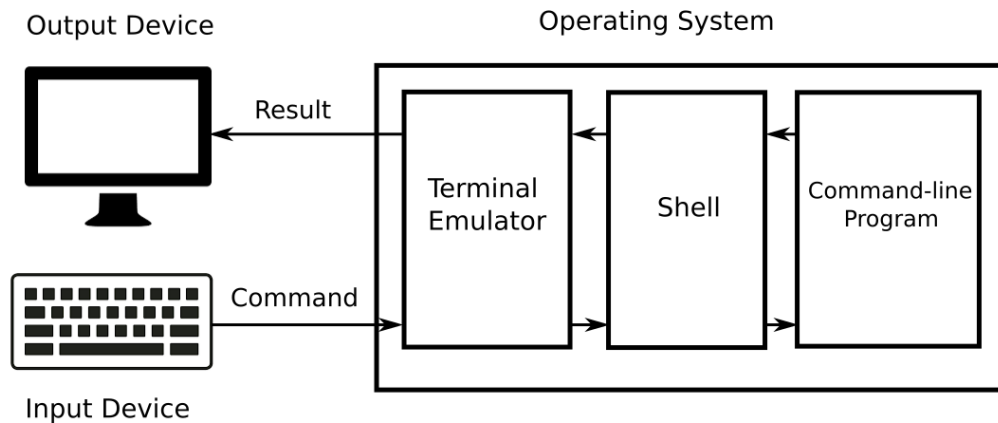 Output Device
Operating System
Result
Terminal
Emulator
Shell
Command-line
Program
Command
Input Device